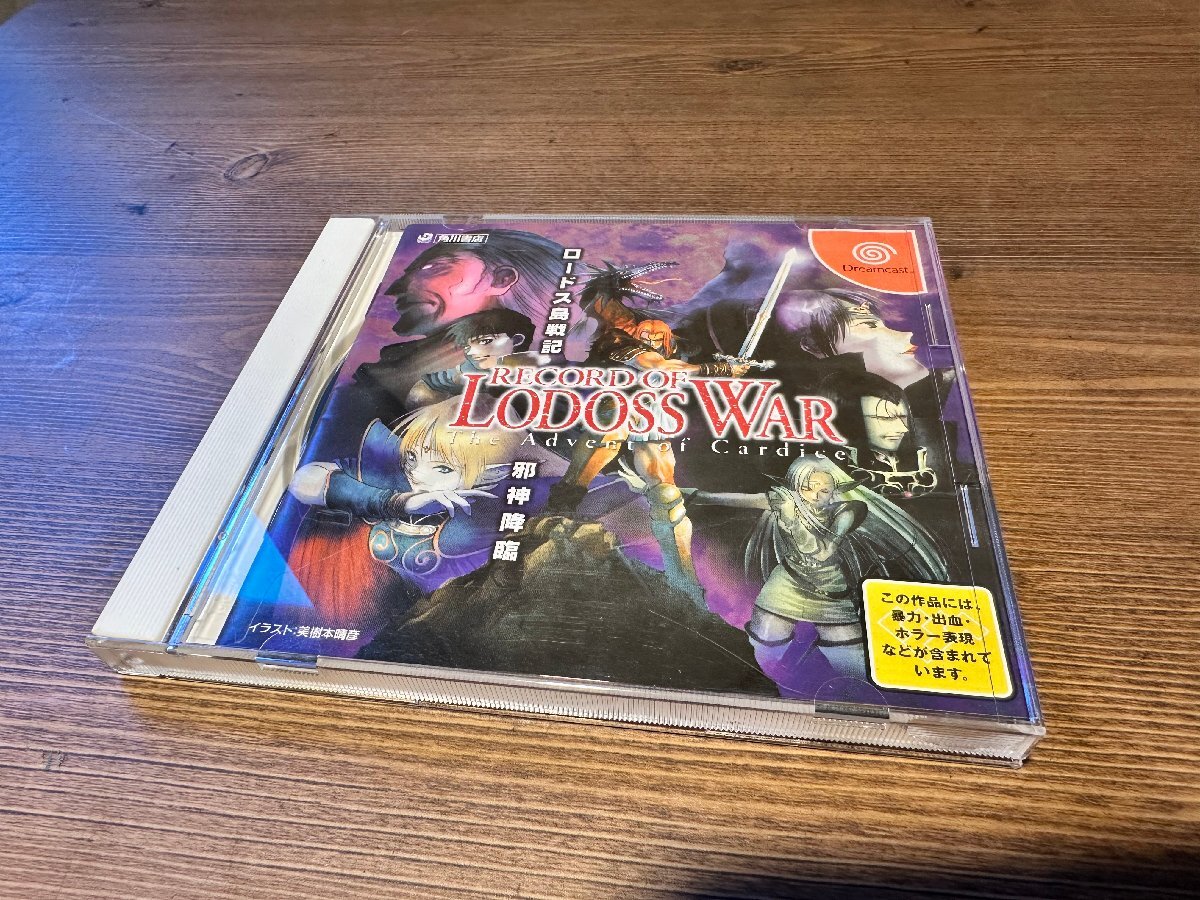 角川書店
Dreamcast
ロードス島戦記
RECORD OF
LODOSS WAR
The Advent of Cardice
邪神降臨
イラスト:美樹本晴彦
この作品には、
暴力・出血・
ホラー表現
などが含まれて
います。